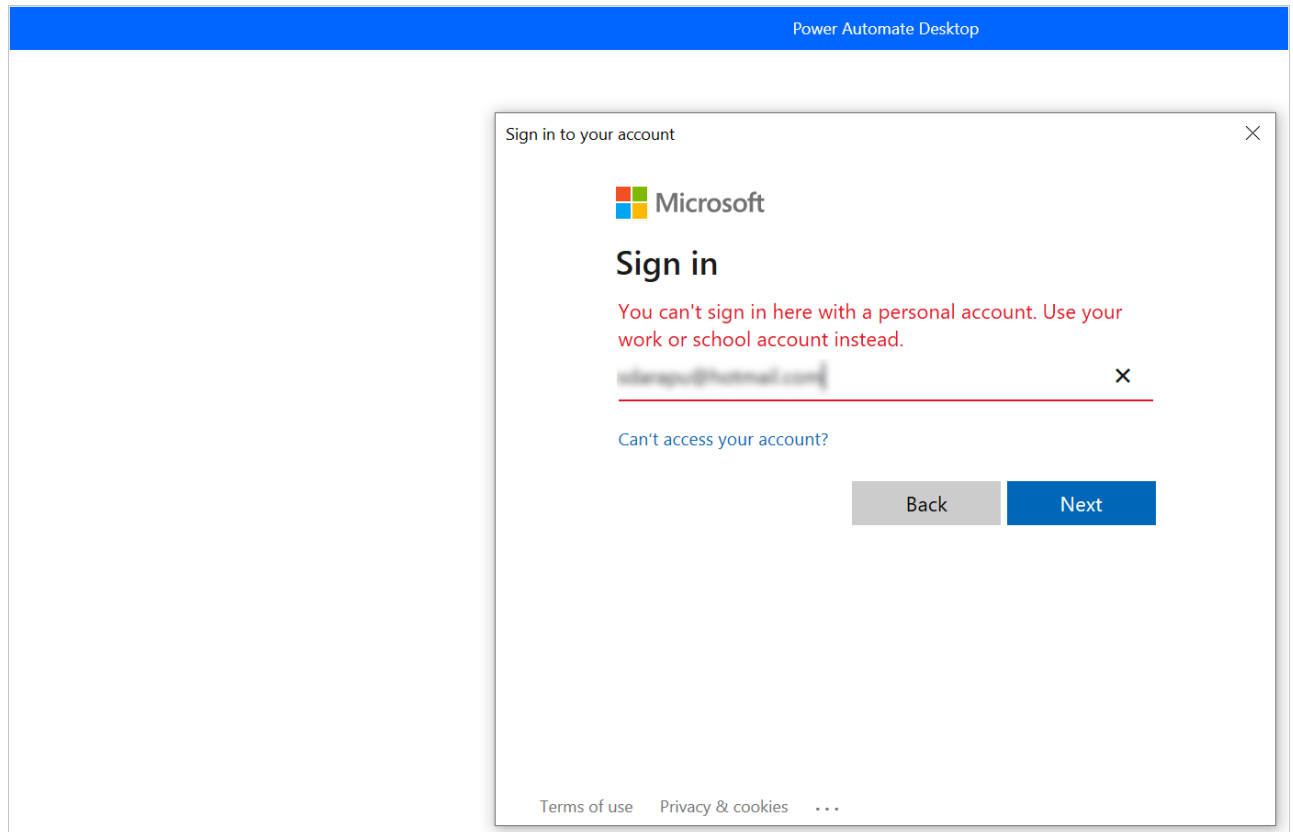 Power Automate Desktop
Sign in to your account
Microsoft
Sign in
You can't sign in here with a personal account. Use your
work or school account instead.
Can't access your account?
Back
Next
Terms of use Privacy & cookies ...